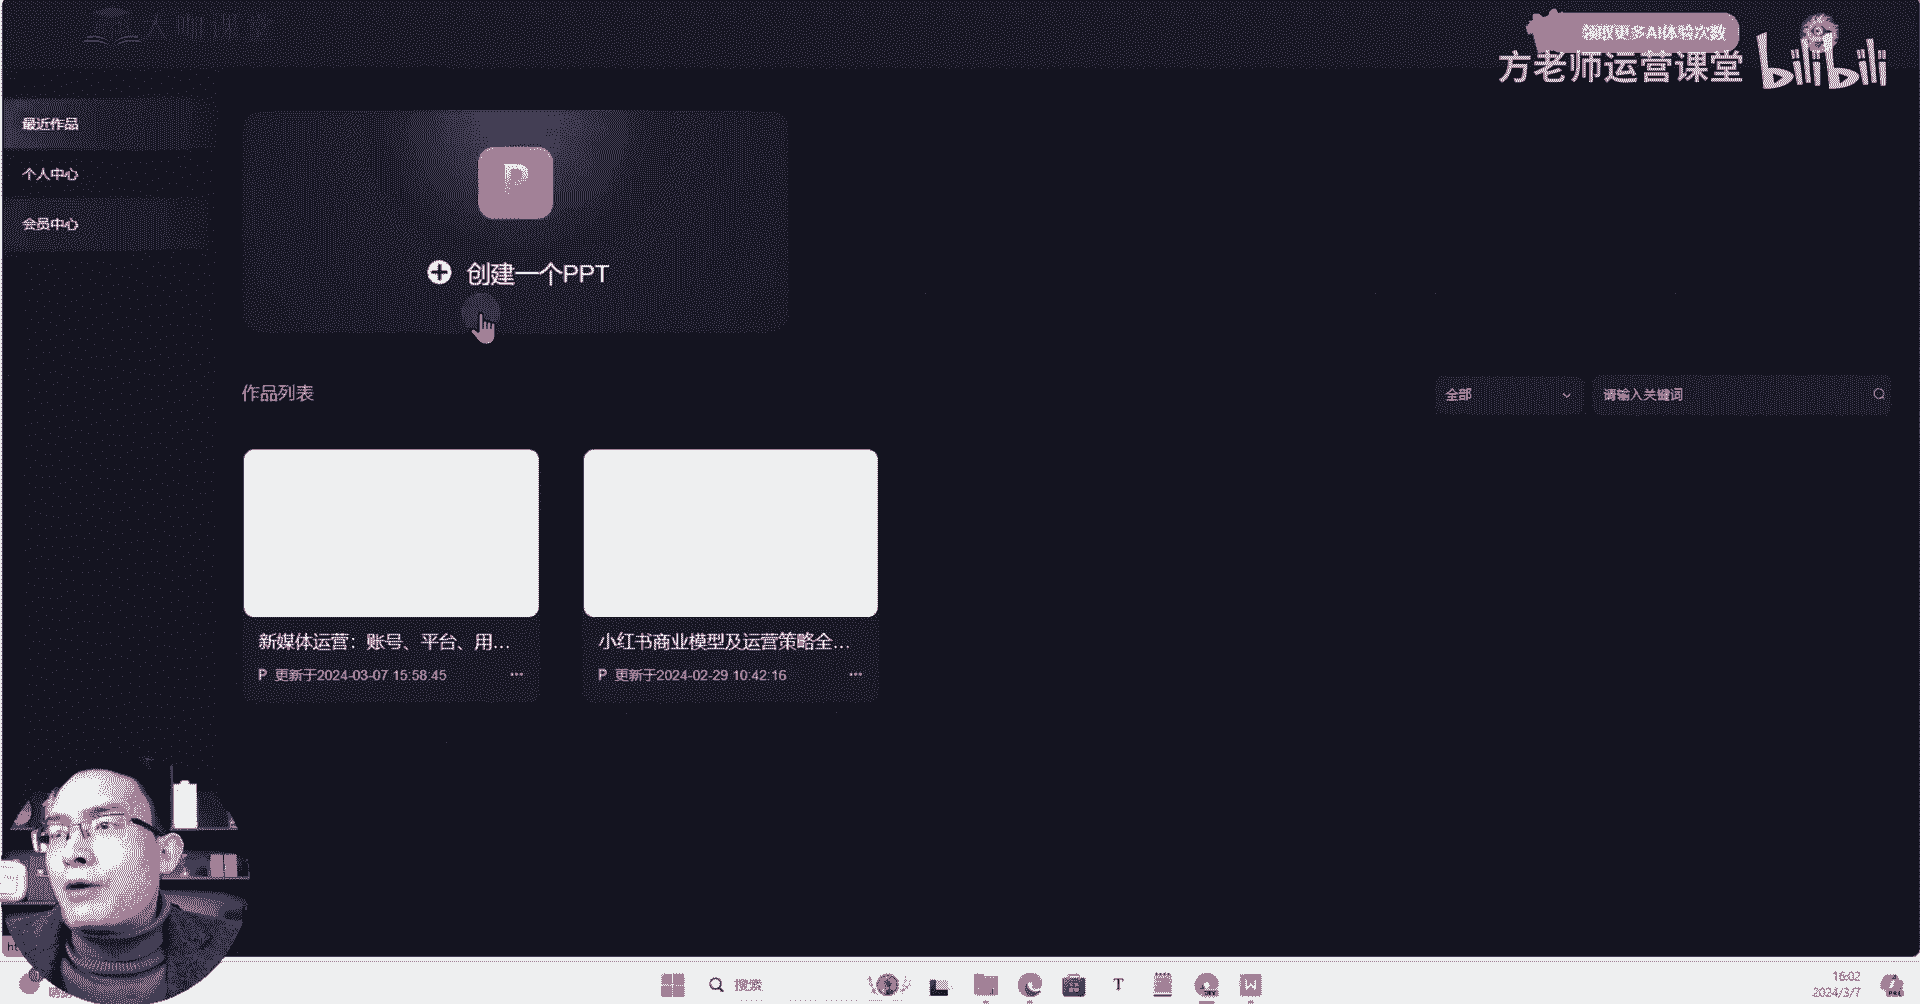 大咖课堂
领取更多AI体验次数
方老师运营课堂 bilibili
最近作品
个人中心
会员中心
P
创建一个PPT
作品列表
全部
请输入关键词
新媒体运营：账号、平台、用...
小红书商业模型及运营策略全...
P 更新于2024-03-07 15:58:45
P 更新于2024-02-29 10:42:16
搜索
T
W
16:02
2024/3/7